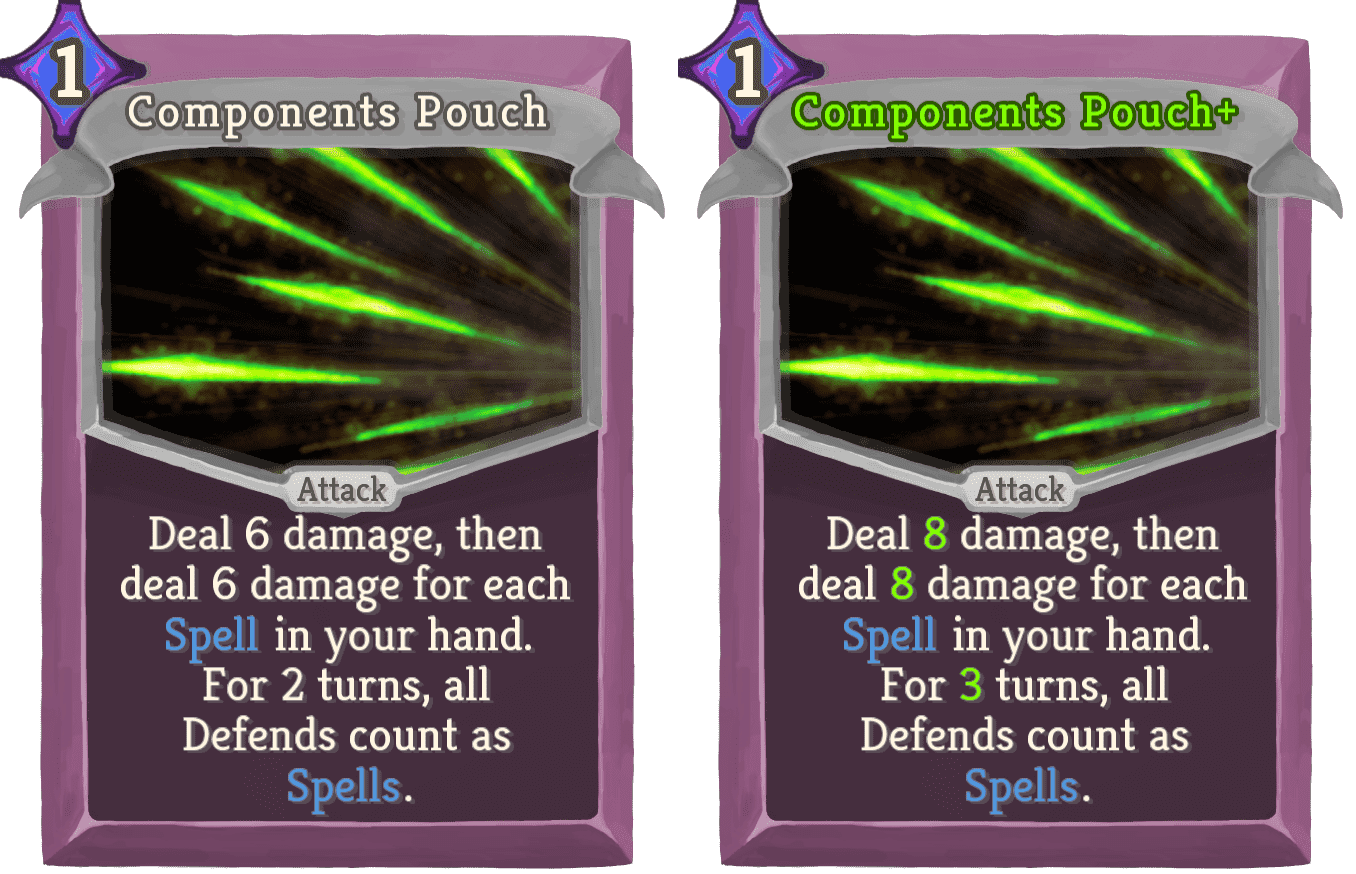 1
Components Pouch
Attack
Deal 6 damage, then
deal 6 damage for each
Spell in your hand.
For 2 turns, all
Defends count as
Spells.
1
Components Pouch+
Attack
Deal 8 damage, then
deal 8 damage for each
Spell in your hand.
For 3 turns, all
Defends count as
Spells.